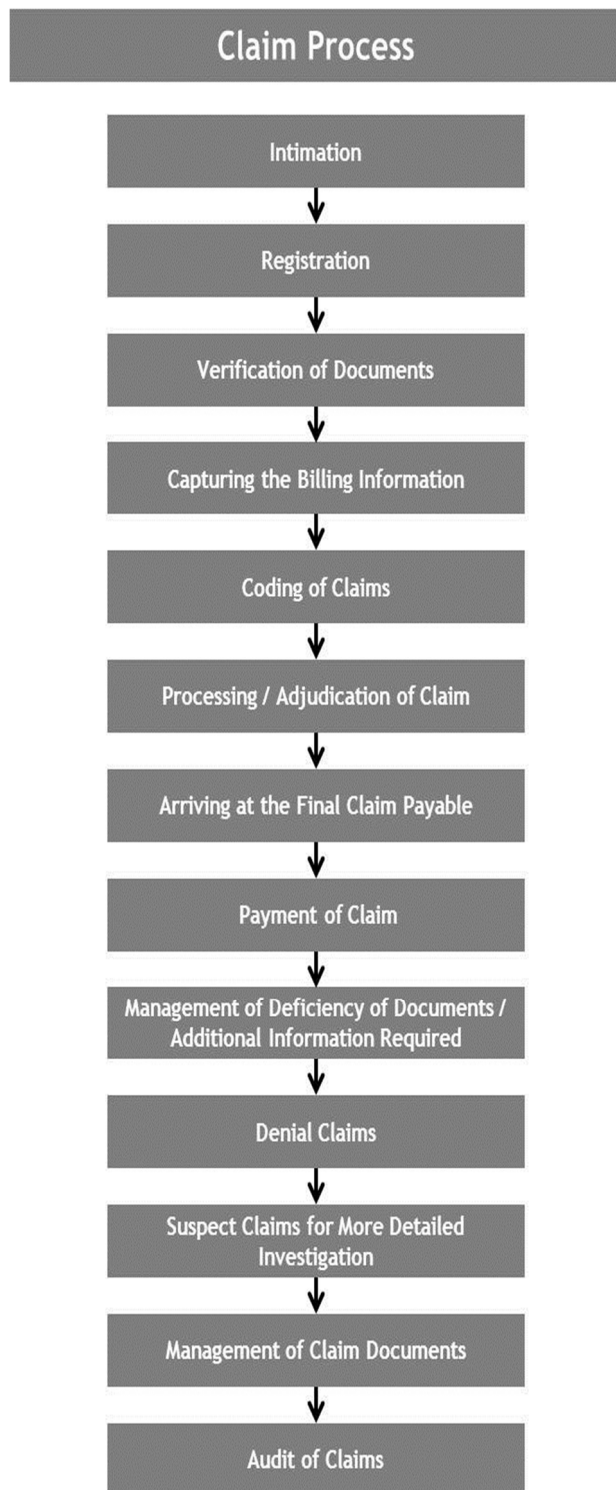 Claim Process
Intimation
Registration
Verification of Documents
Capturing the Billing Information
Coding of Claims
Processing / Adjudication of Claim
Arriving at the Final Claim Payable
Payment of Claim
Management of Deficiency of Documents /
Additional Information Required
Denial Claims
Suspect Claims for More Detailed
Investigation
Management of Claim Documents
Audit of Claims